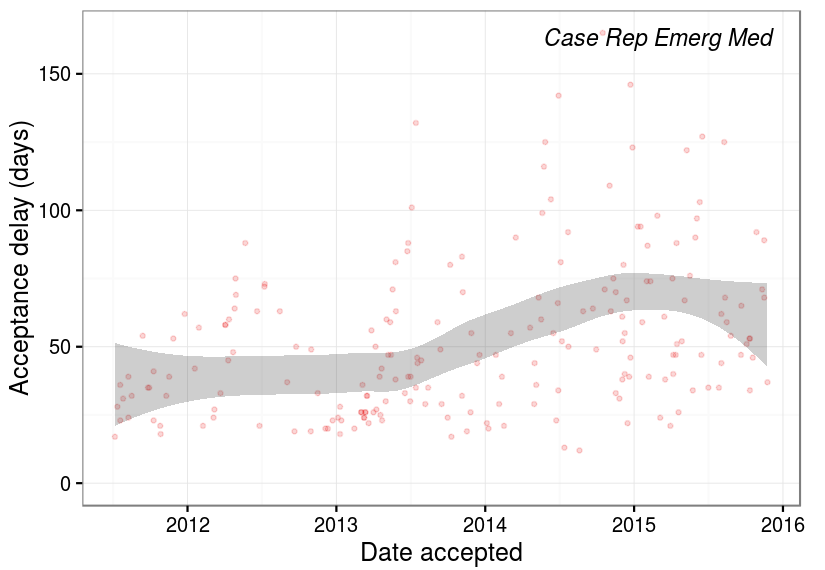 Case Rep Emerg Med
150
100
50
0
Acceptance delay (days)
2012 2013 2014 2015 2016
Date accepted